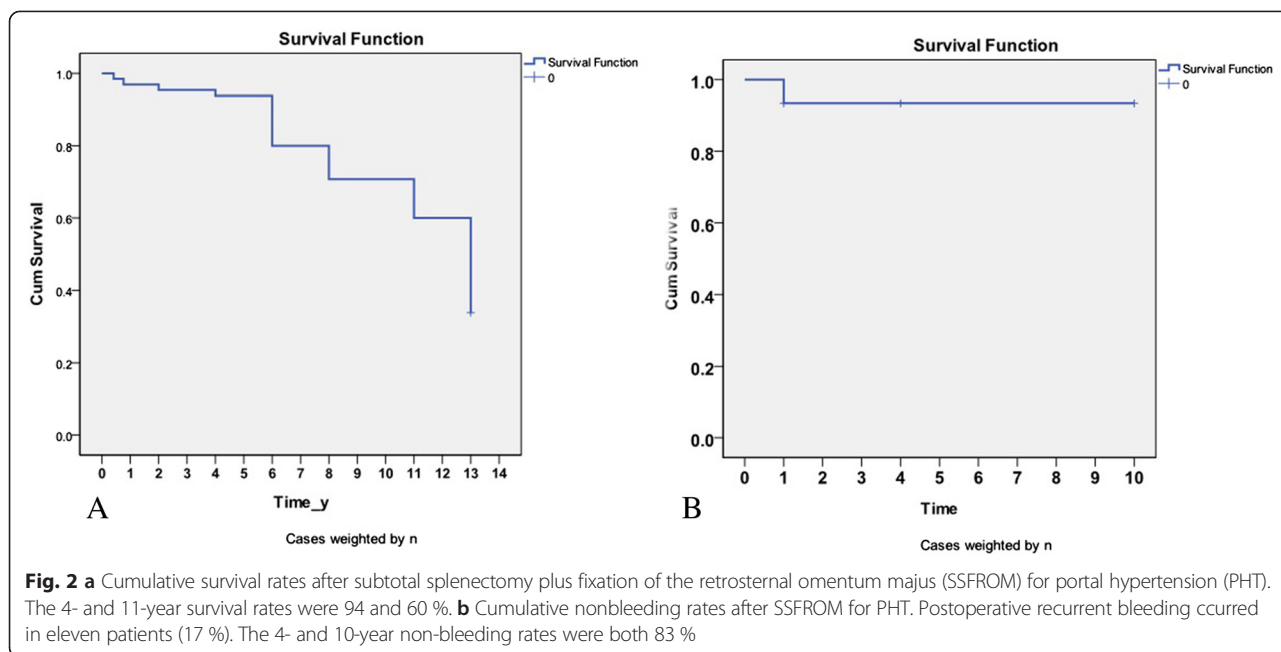 Survival Function
Survival Function
0
1.0
0.8
0.6
0.4
0.2
0.0
Cum Survival
0 1 2 3 4 5 6 7 8 9 10 11 12 13 14
Time_y
A
Cases weighted by n
Survival Function
Survival Function
0
1.0
0.8
0.6
0.4
0.2
0.0
Cum Survival
0 1 2 3 4 5 6 7 8 9 10
Time
B
Cases weighted by n
Fig. 2 a Cumulative survival rates after subtotal splenectomy plus fixation of the retrosternal omentum majus (SSFROM) for portal hypertension (PHT).
The 4- and 11-year survival rates were 94 and 60 %. b Cumulative nonbleeding rates after SSFROM for PHT. Postoperative recurrent bleeding ccurred
in eleven patients (17 %). The 4- and 10-year non-bleeding rates were both 83 %